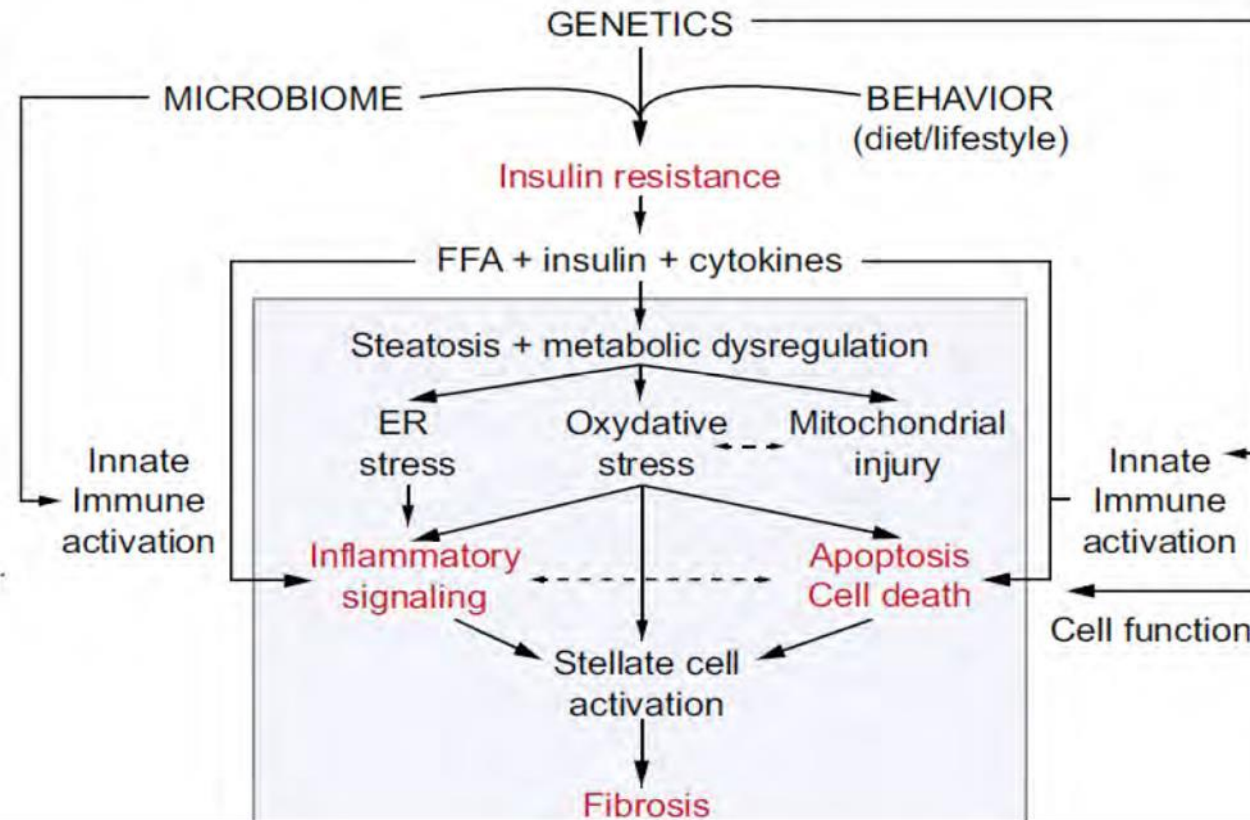 GENETICS
MICROBIOME
BEHAVIOR
(diet/lifestyle)
Insulin resistance
FFA + insulin + cytokines
Steatosis + metabolic dysregulation
ER
stress
Oxydative
stress
Mitochondrial
injury
Innate
Immune
activation
Innate
Immune
activation
Inflammatory
signaling
Apoptosis
Cell death
Cell function
Stellate cell
activation
Fibrosis